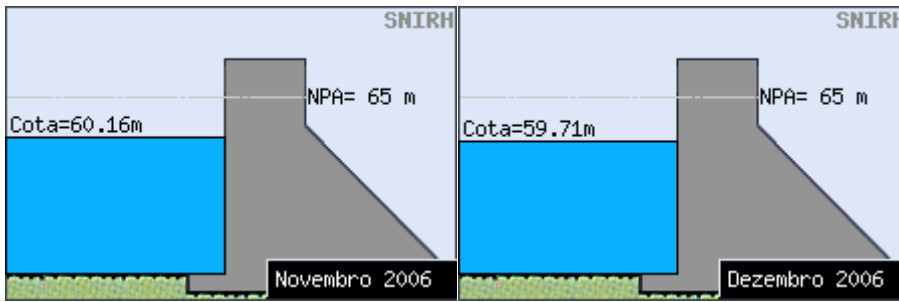 SNIRH
NPA= 65 m
Cota=60.16m
Novembro 2006
SNIRH
NPA= 65 m
Cota=59.71m
Dezembro 2006